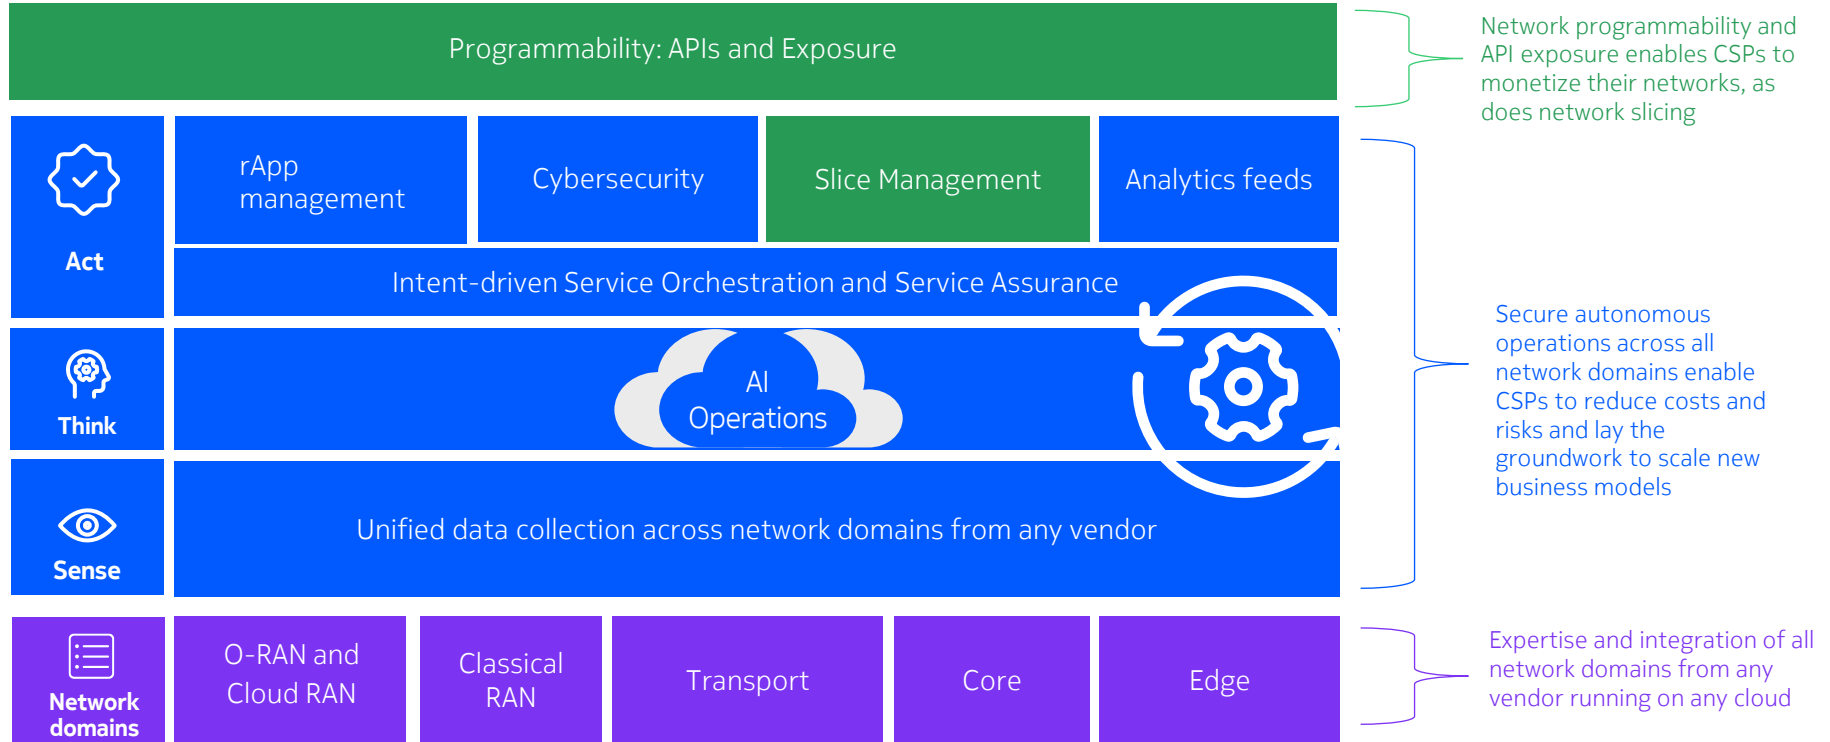 Programmability: APIs and Exposure
Network programmability and
API exposure enables CSPs to
monetize their networks, as
does network slicing
Act
rApp
management
Cybersecurity
Slice Management
Analytics feeds
Intent-driven Service Orchestration and Service Assurance
Think
AI
Operations
Sense
Unified data collection across network domains from any vendor
Secure autonomous
operations across all
network domains enable
CSPs to reduce costs and
risks and lay the
groundwork to scale new
business models
Network
domains
O-RAN and
Cloud RAN
Classical
RAN
Transport
Core
Edge
Expertise and integration of all
network domains from any
vendor running on any cloud